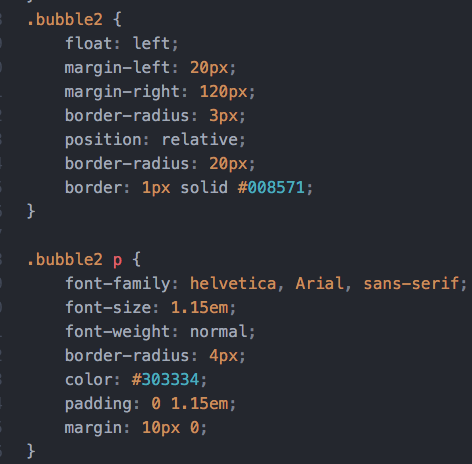 .bubble2 {
float: left;
margin-left: 20px;
margin-right: 120px;
border-radius: 3px;
position: relative;
border-radius: 20px;
border: 1px solid #008571;
}
.bubble2 p {
font-family: helvetica, Arial, sans-serif;
font-size: 1.15em;
font-weight: normal;
border-radius: 4px;
color: #303334;
padding: 0 1.15em;
margin: 10px 0;
}